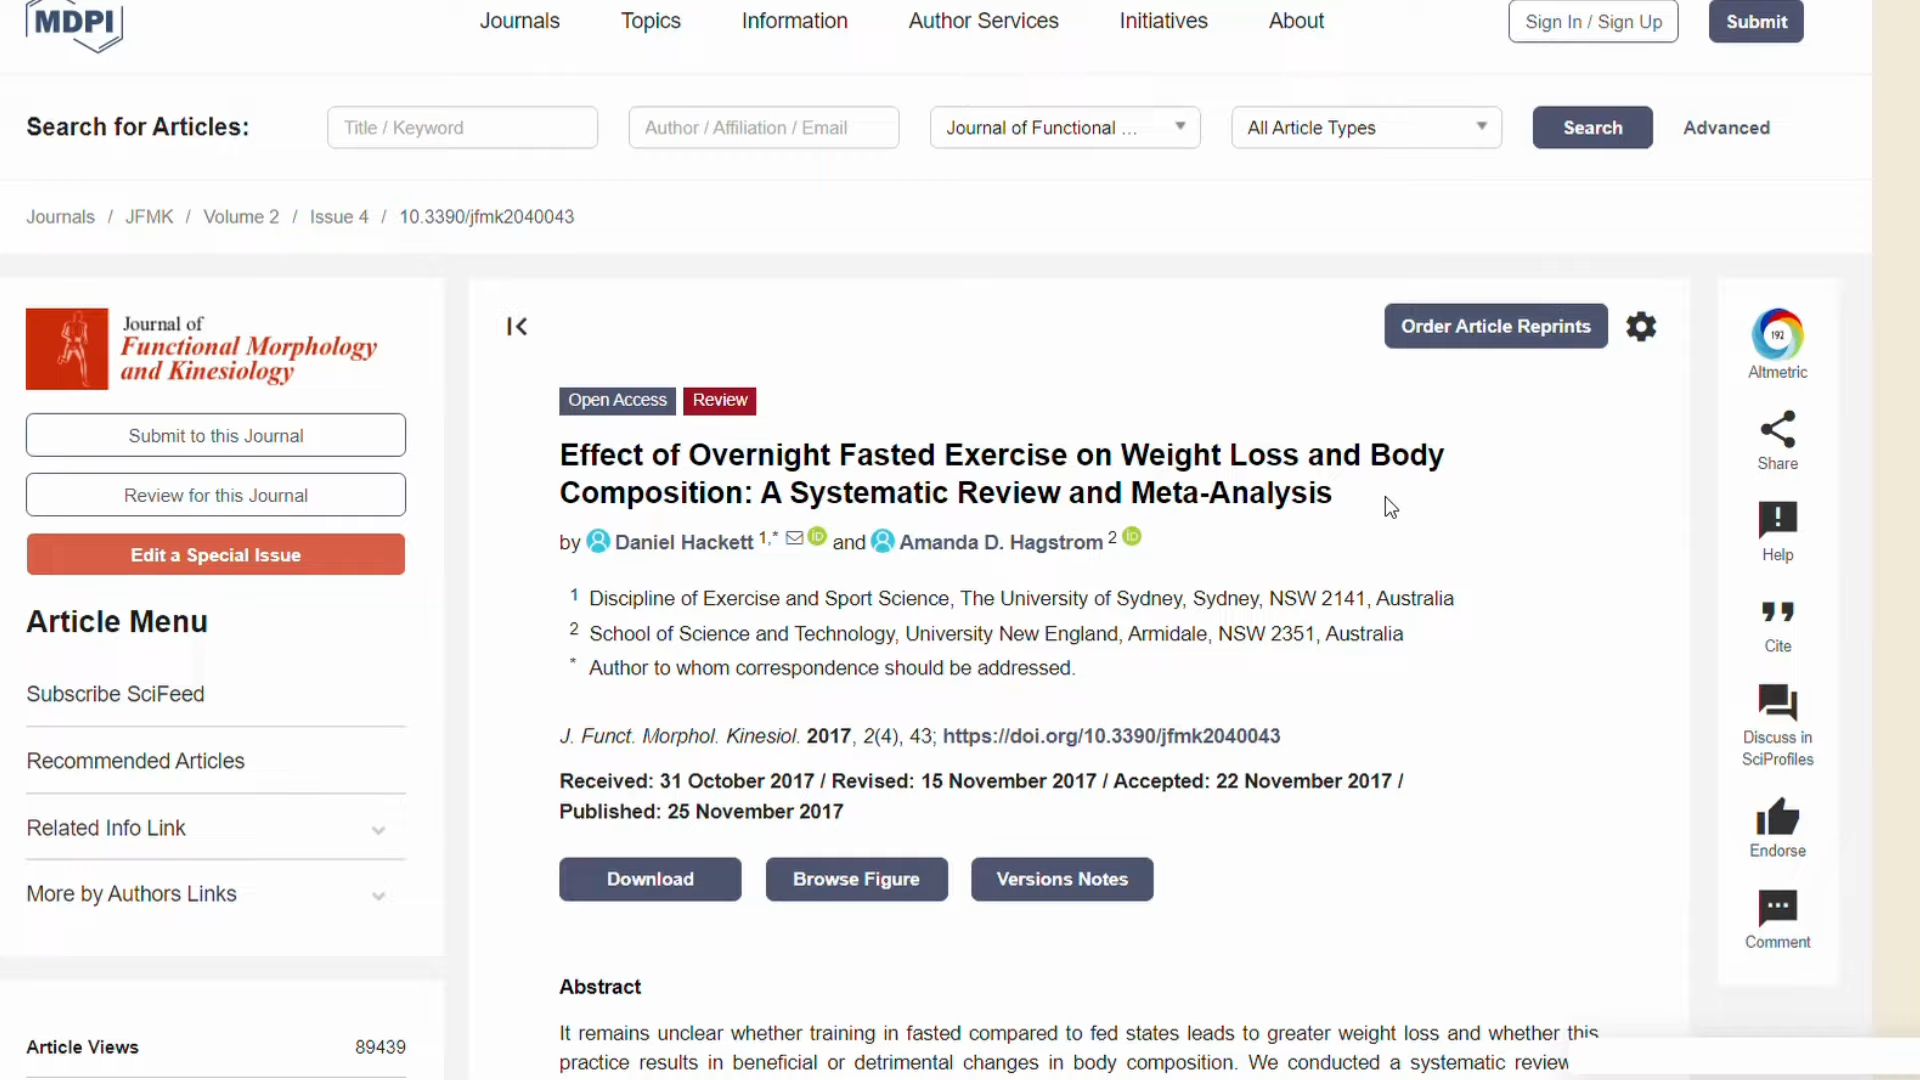 MDPI
Journals Topics Information Author Services Initiatives About Sign In / Sign Up Submit
Search for Articles: Title / Keyword Author / Affiliation / Email Journal of Functional ... All Article Types Search Advanced
Journals / JFMK / Volume 2 / Issue 4 / 10.3390/jfmk2040043
Journal of
Functional Morphology
and Kinesiology
Submit to this Journal
Review for this Journal
Edit a Special Issue
Article Menu
Subscribe SciFeed
Recommended Articles
Related Info Link
More by Authors Links
Article Views 89439
Order Article Reprints
Open Access Review
Effect of Overnight Fasted Exercise on Weight Loss and Body
Composition: A Systematic Review and Meta-Analysis
by Daniel Hackett 1,* iD and Amanda D. Hagstrom 2 iD
1 Discipline of Exercise and Sport Science, The University of Sydney, Sydney, NSW 2141, Australia
2 School of Science and Technology, University New England, Armidale, NSW 2351, Australia
* Author to whom correspondence should be addressed.
J. Funct. Morphol. Kinesiol. 2017, 2(4), 43; https://doi.org/10.3390/jfmk2040043
Received: 31 October 2017 / Revised: 15 November 2017 / Accepted: 22 November 2017 /
Published: 25 November 2017
Download Browse Figure Versions Notes
Abstract
It remains unclear whether training in fasted compared to fed states leads to greater weight loss and whether this
practice results in beneficial or detrimental changes in body composition. We conducted a systematic review
192
Altmetric
Share
Help
Cite
Discuss in
SciProfiles
Endorse
Comment